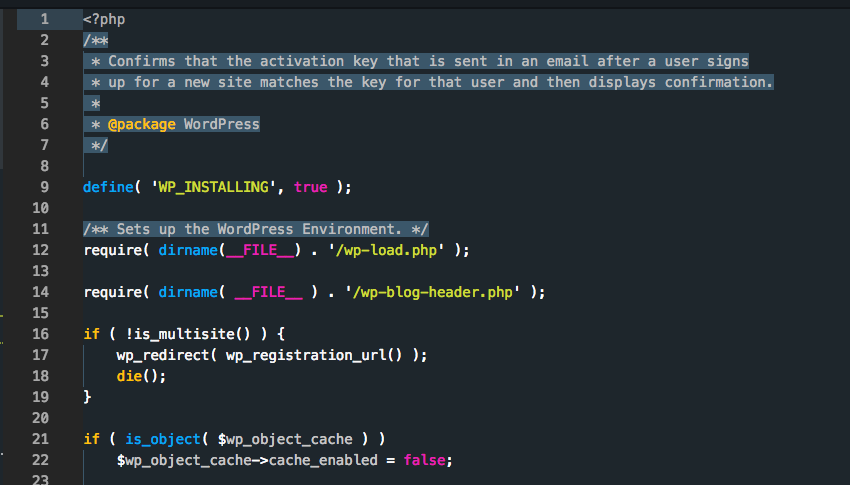 1 <?php
2 /**
3  * Confirms that the activation key that is sent in an email after a user signs
4  * up for a new site matches the key for that user and then displays confirmation.
5  *
6  * @package WordPress
7  */
8
9 define( 'WP_INSTALLING', true );
10
11 /** Sets up the WordPress Environment. */
12 require( dirname(__FILE__) . '/wp-load.php' );
13
14 require( dirname( __FILE__ ) . '/wp-blog-header.php' );
15
16 if ( !is_multisite() ) {
17     wp_redirect( wp_registration_url() );
18     die();
19 }
20
21 if ( is_object( $wp_object_cache ) )
22     $wp_object_cache->cache_enabled = false;
23